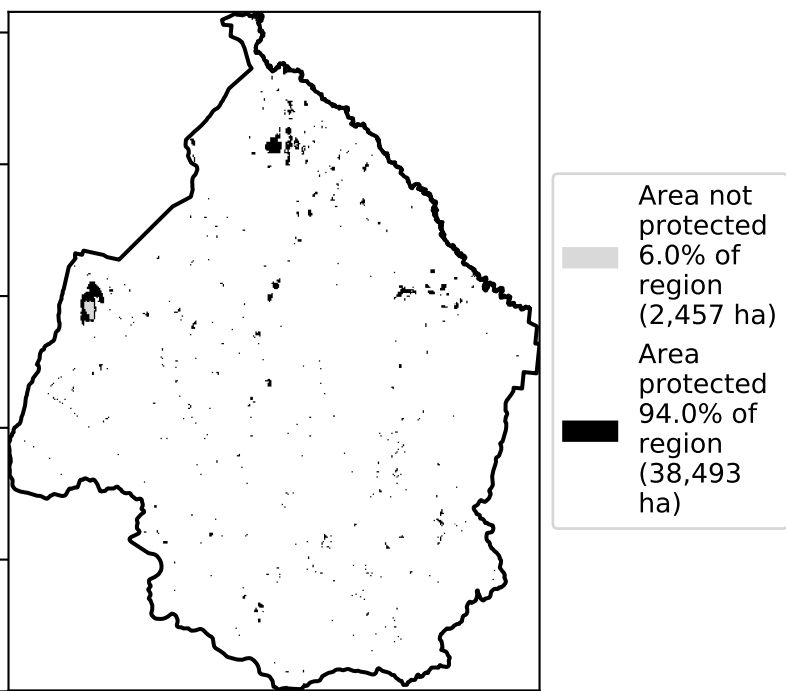 Area not
protected
6.0% of
region
(2,457 ha)
Area
protected
94.0% of
region
(38,493
ha)